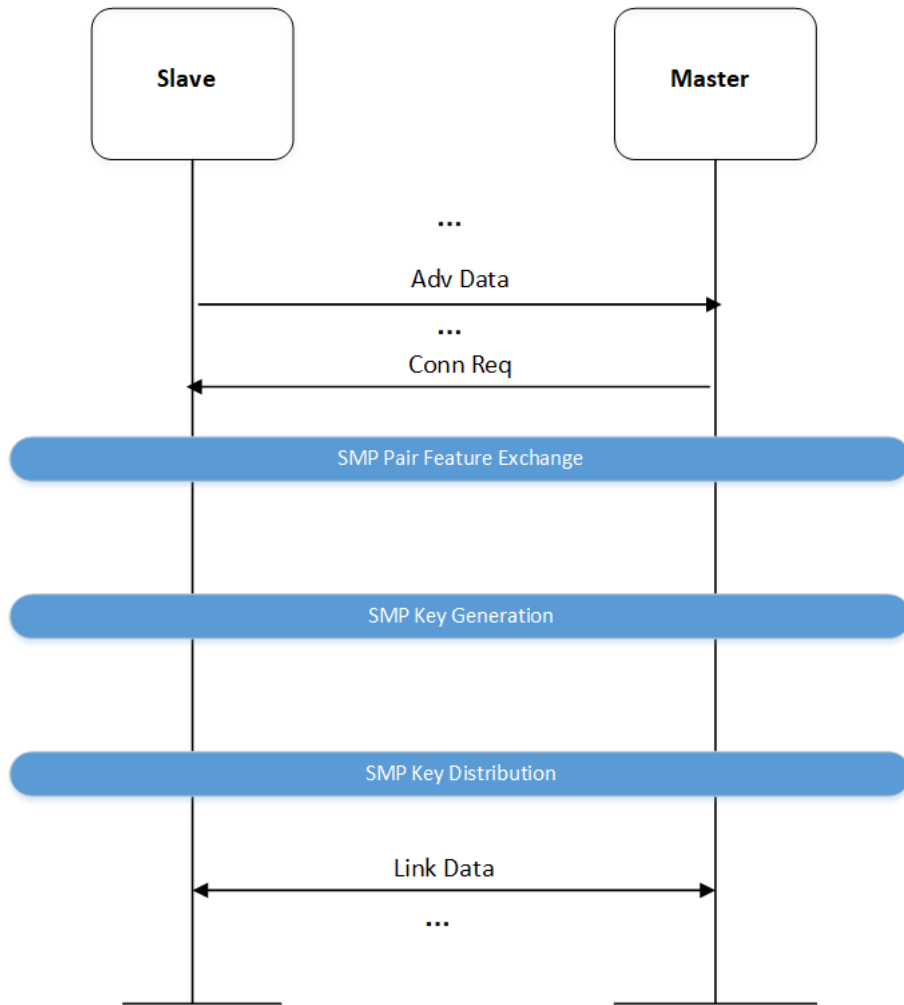 Slave
Master
...
Adv Data
...
Conn Req
SMP Pair Feature Exchange
SMP Key Generation
SMP Key Distribution
Link Data
...